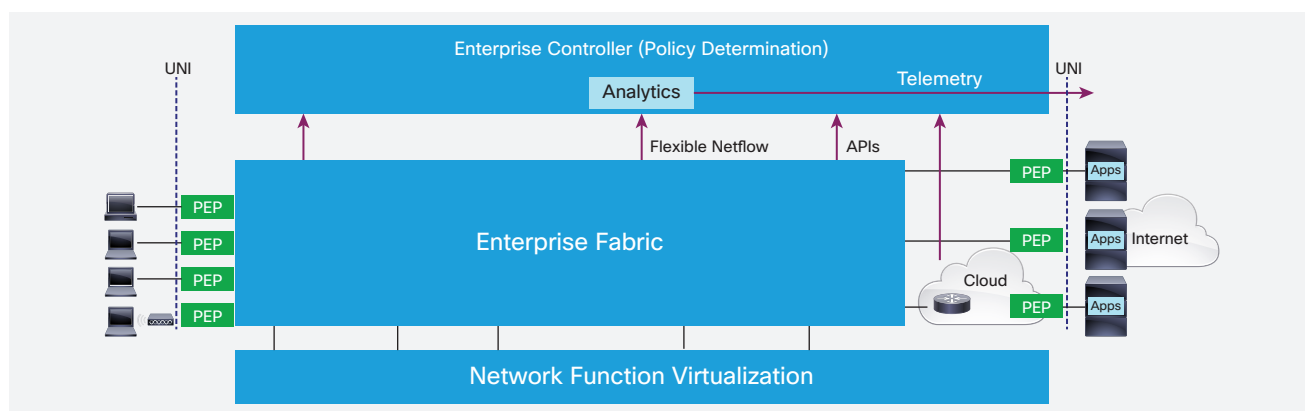 Enterprise Controller (Policy Determination)
UNI
UNI
Analytics
Telemetry
Flexible Netflow
APIs
PEP
Apps
PEP
PEP
Enterprise Fabric
PEP
Apps
Internet
PEP
Cloud
PEP
PEP
Apps
Network Function Virtualization